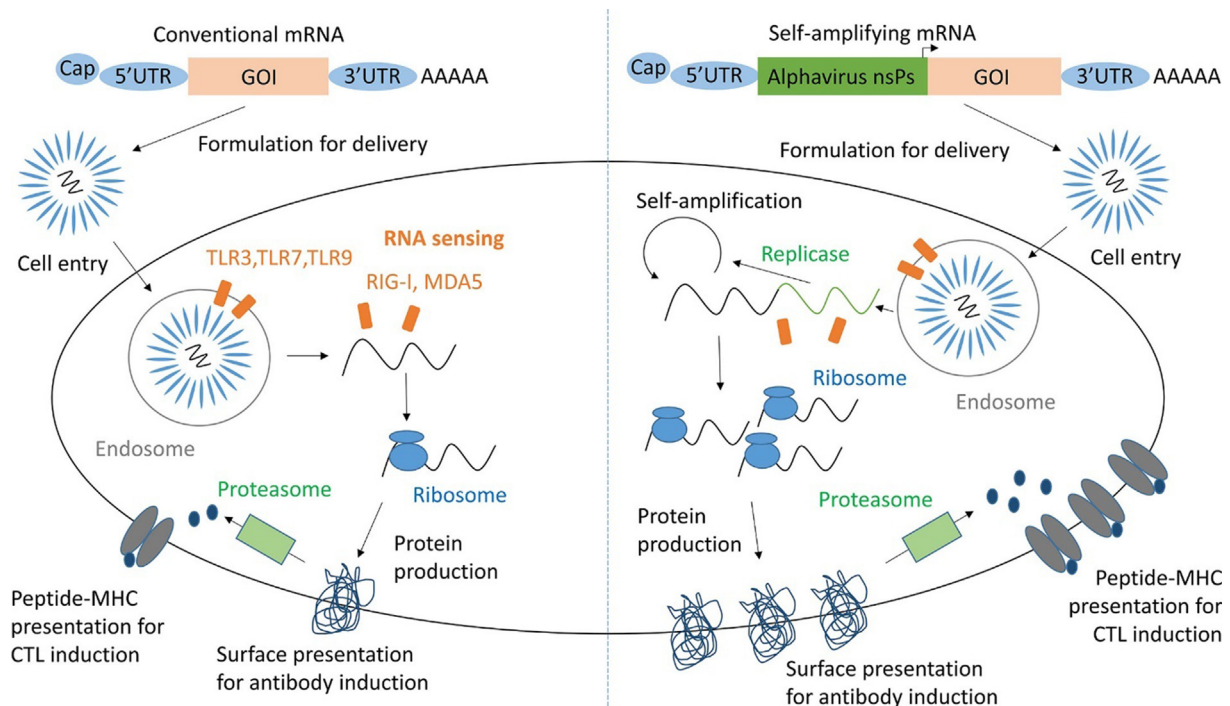 Conventional mRNA
Cap
5'UTR
GOI
3'UTR
AAAAA
Formulation for delivery
Cell entry
TLR3,TLR7,TLR9
RNA sensing
RIG-I, MDA5
Endosome
Ribosome
Proteasome
Protein
production
Peptide-MHC
presentation for
CTL induction
Surface presentation
for antibody induction
Self-amplifying mRNA
Cap
5'UTR
Alphavirus nsPs
GOI
3'UTR
AAAAA
Formulation for delivery
Cell entry
Self-amplification
Replicase
Ribosome
Endosome
Proteasome
Protein
production
Peptide-MHC
presentation for
CTL induction
Surface presentation
for antibody induction